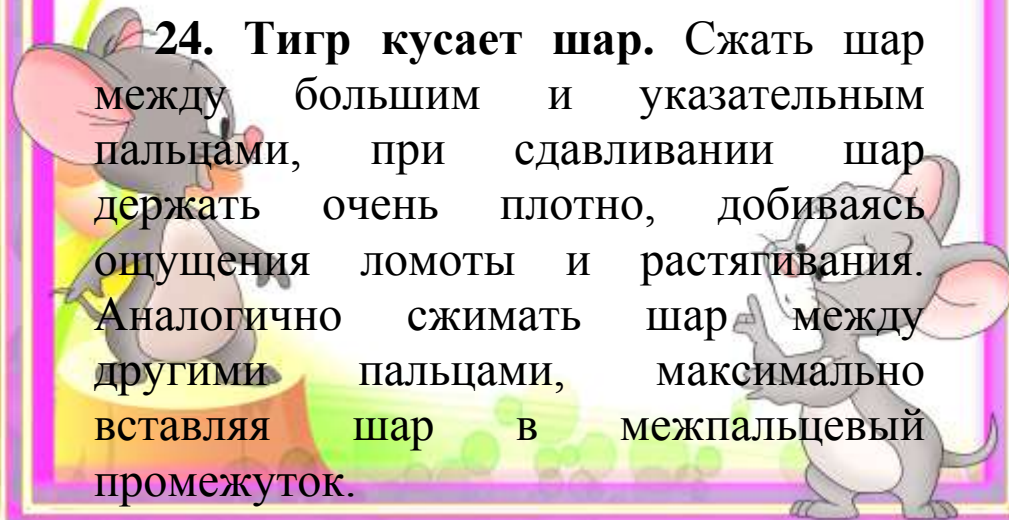 24. Тигр кусает шар. Сжать шар
между большим и указательным
пальцами, при сдавливании шар
держать очень плотно, добиваясь
ощущения ломоты и растягивания.
Аналогично сжимать шар между
другими пальцами, максимально
вставляя шар в межпальцевый
промежуток.